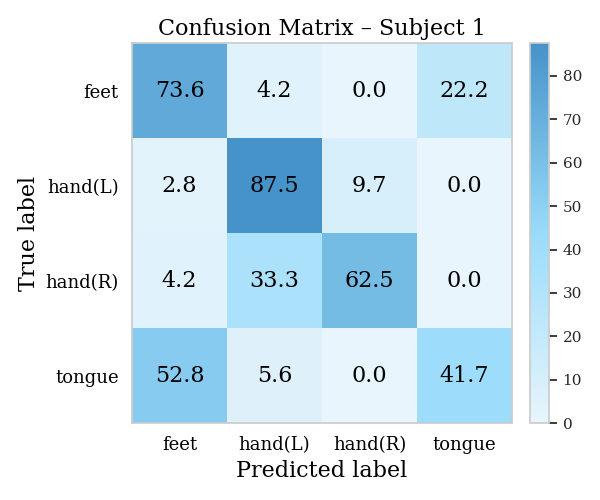 Confusion Matrix – Subject 1
True label
feet 73.6 4.2 0.0 22.2
hand(L) 2.8 87.5 9.7 0.0
hand(R) 4.2 33.3 62.5 0.0
tongue 52.8 5.6 0.0 41.7
feet hand(L) hand(R) tongue
Predicted label
80
70
60
50
40
30
20
10
0